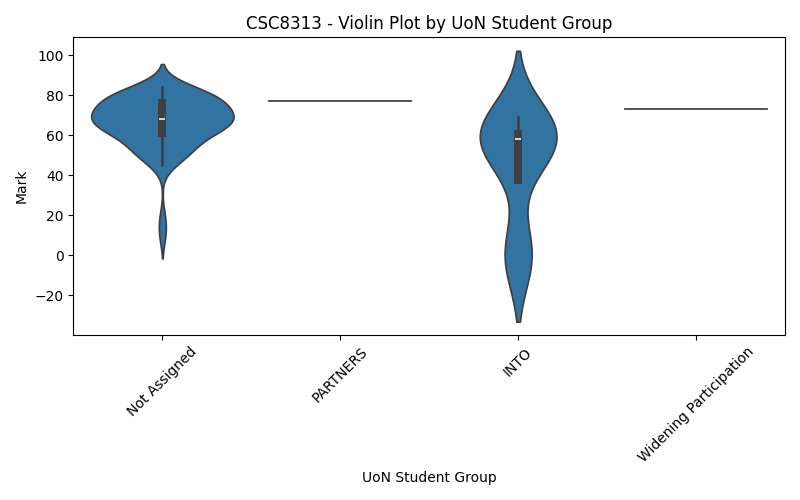 CSC8313 - Violin Plot by UoN Student Group
Mark
100
80
60
40
20
0
−20
Not Assigned
PARTNERS
INTO
Widening Participation
UoN Student Group